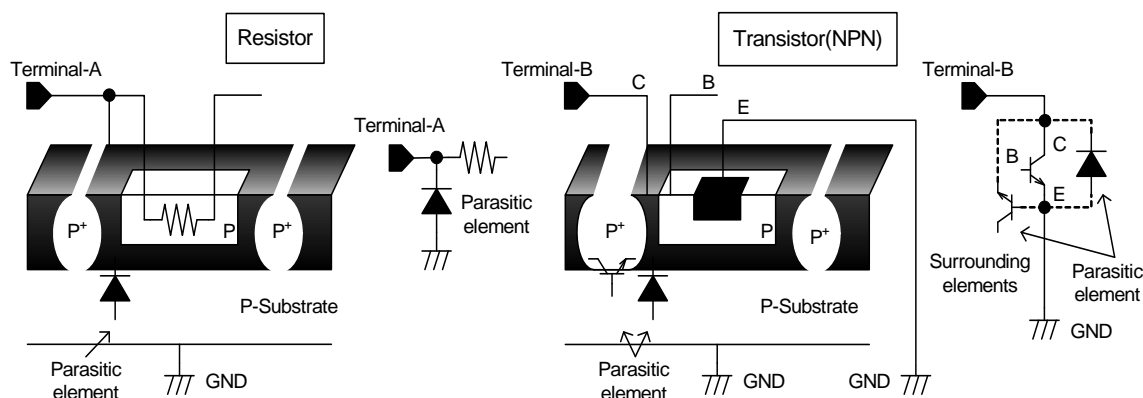 Resistor
Terminal-A
P+
P
P+
P-Substrate
Parasitic
element
GND
Terminal-A
Parasitic
element
Transistor(NPN)
Terminal-B
C
B
E
P+
P
P+
P-Substrate
Parasitic
element
GND
GND
Terminal-B
C
B
E
Surrounding
elements
Parasitic
element
GND